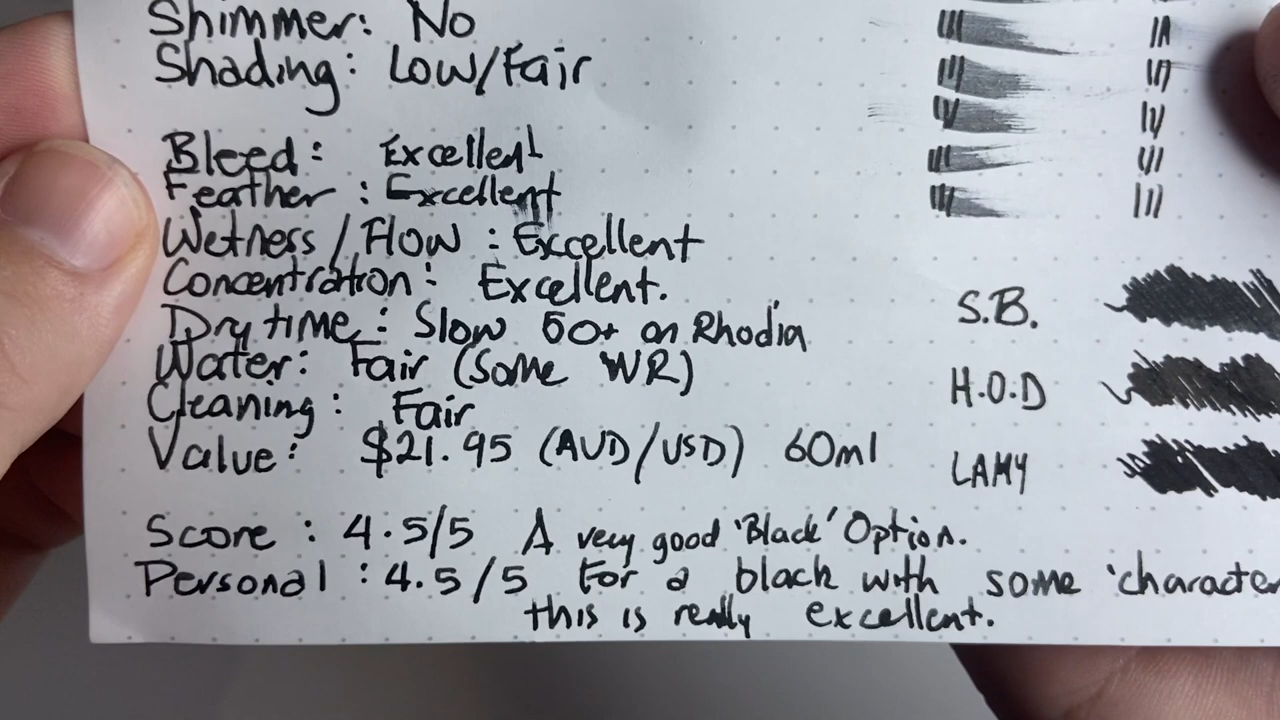 Shimmer: No
Shading: Low/Fair
Bleed: Excellent
Feather: Excellent
Wetness/Flow: Excellent
Concentration: Excellent.
Dry time: Slow 60+ on Rhodia
Water: Fair (Some WR)
Cleaning: Fair
Value: $21.95 (AUD/USD) 60ml
Score: 4.5/5 A very good 'Black' Option.
Personal: 4.5/5 For a black with some 'character
this is really excellent.
S.B.
H.O.D
LAMY